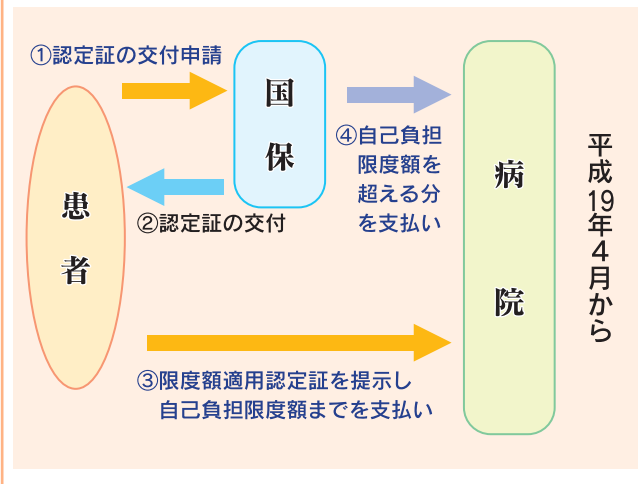 ①認定証の交付申請
国保
④自己負担
限度額を
超える分
を支払い
病院
平成19年4月から
患者
②認定証の交付
③限度額適用認定証を提示し
自己負担限度額までを支払い